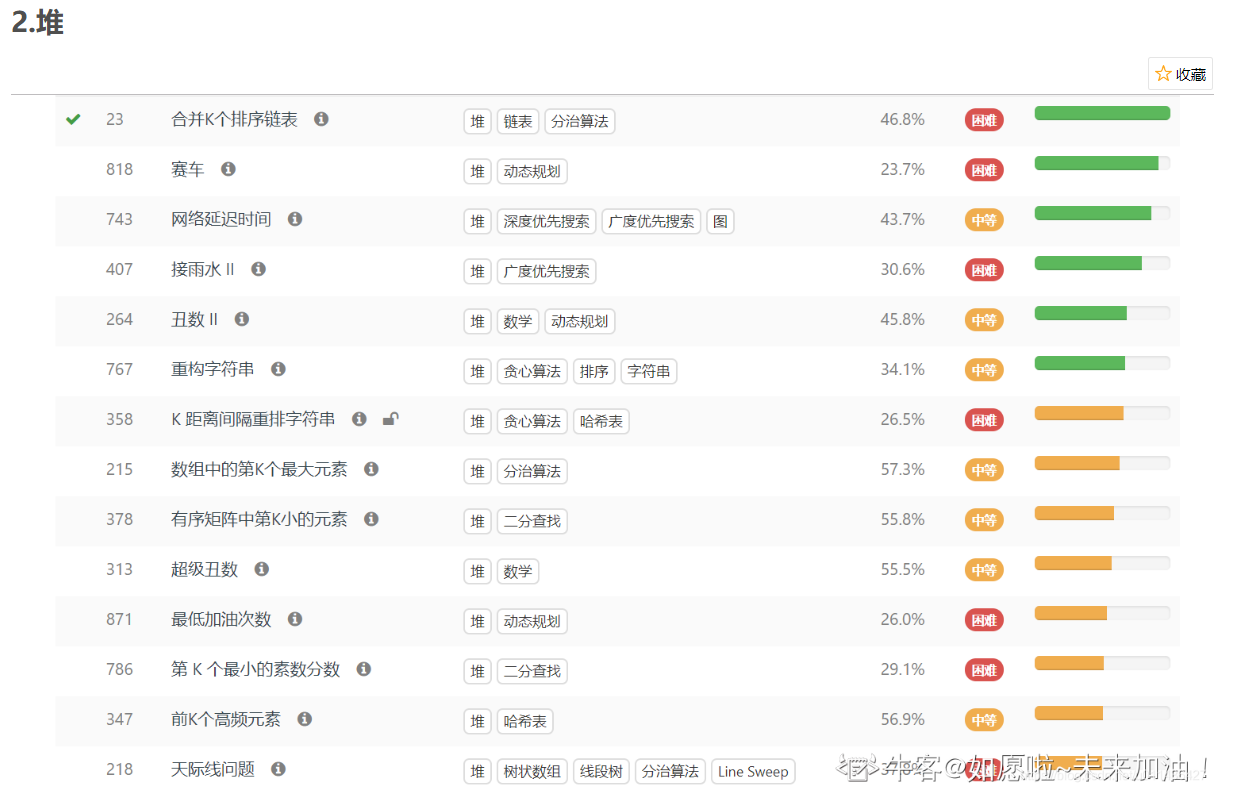 2.堆
收藏
23 合并K个排序链表 堆 链表 分治算法 46.8% 困难
818 赛车 堆 动态规划 23.7% 困难
743 网络延迟时间 堆 深度优先搜索 广度优先搜索 图 43.7% 中等
407 接雨水 II 堆 广度优先搜索 30.6% 困难
264 丑数 II 堆 数学 动态规划 45.8% 中等
767 重构字符串 堆 贪心算法 排序 字符串 34.1% 中等
358 K 距离间隔重排字符串 堆 贪心算法 哈希表 26.5% 困难
215 数组中的第K个最大元素 堆 分治算法 57.3% 中等
378 有序矩阵中第K小的元素 堆 二分查找 55.8% 中等
313 超级丑数 堆 数学 55.5% 中等
871 最低加油次数 堆 动态规划 26.0% 困难
786 第 K 个最小的素数分数 堆 二分查找 29.1% 困难
347 前K个高频元素 堆 哈希表 56.9% 中等
218 天际线问题 堆 树状数组 线段树 分治算法 Line Sweep
牛客@如愿啦~未来加油！